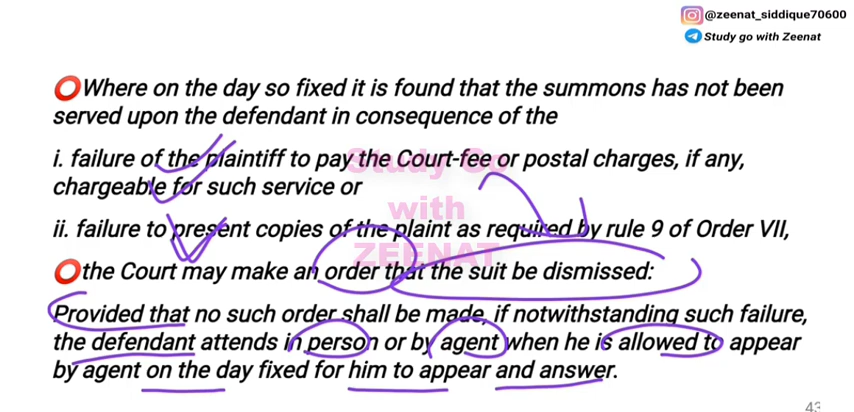 @zeenat_siddique70600
Study go with Zeenat
⭕Where on the day so fixed it is found that the summons has not been
served upon the defendant in consequence of the
i. failure of the plaintiff to pay the Court-fee or postal charges, if any,
chargeable for such service or
ii. failure to present copies of the plaint as required by rule 9 of Order VII,
⭕the Court may make an order that the suit be dismissed:
Provided that no such order shall be made, if notwithstanding such failure,
the defendant attends in person or by agent when he is allowed to appear
by agent on the day fixed for him to appear and answer.
Study Go
with
ZEENAT
43